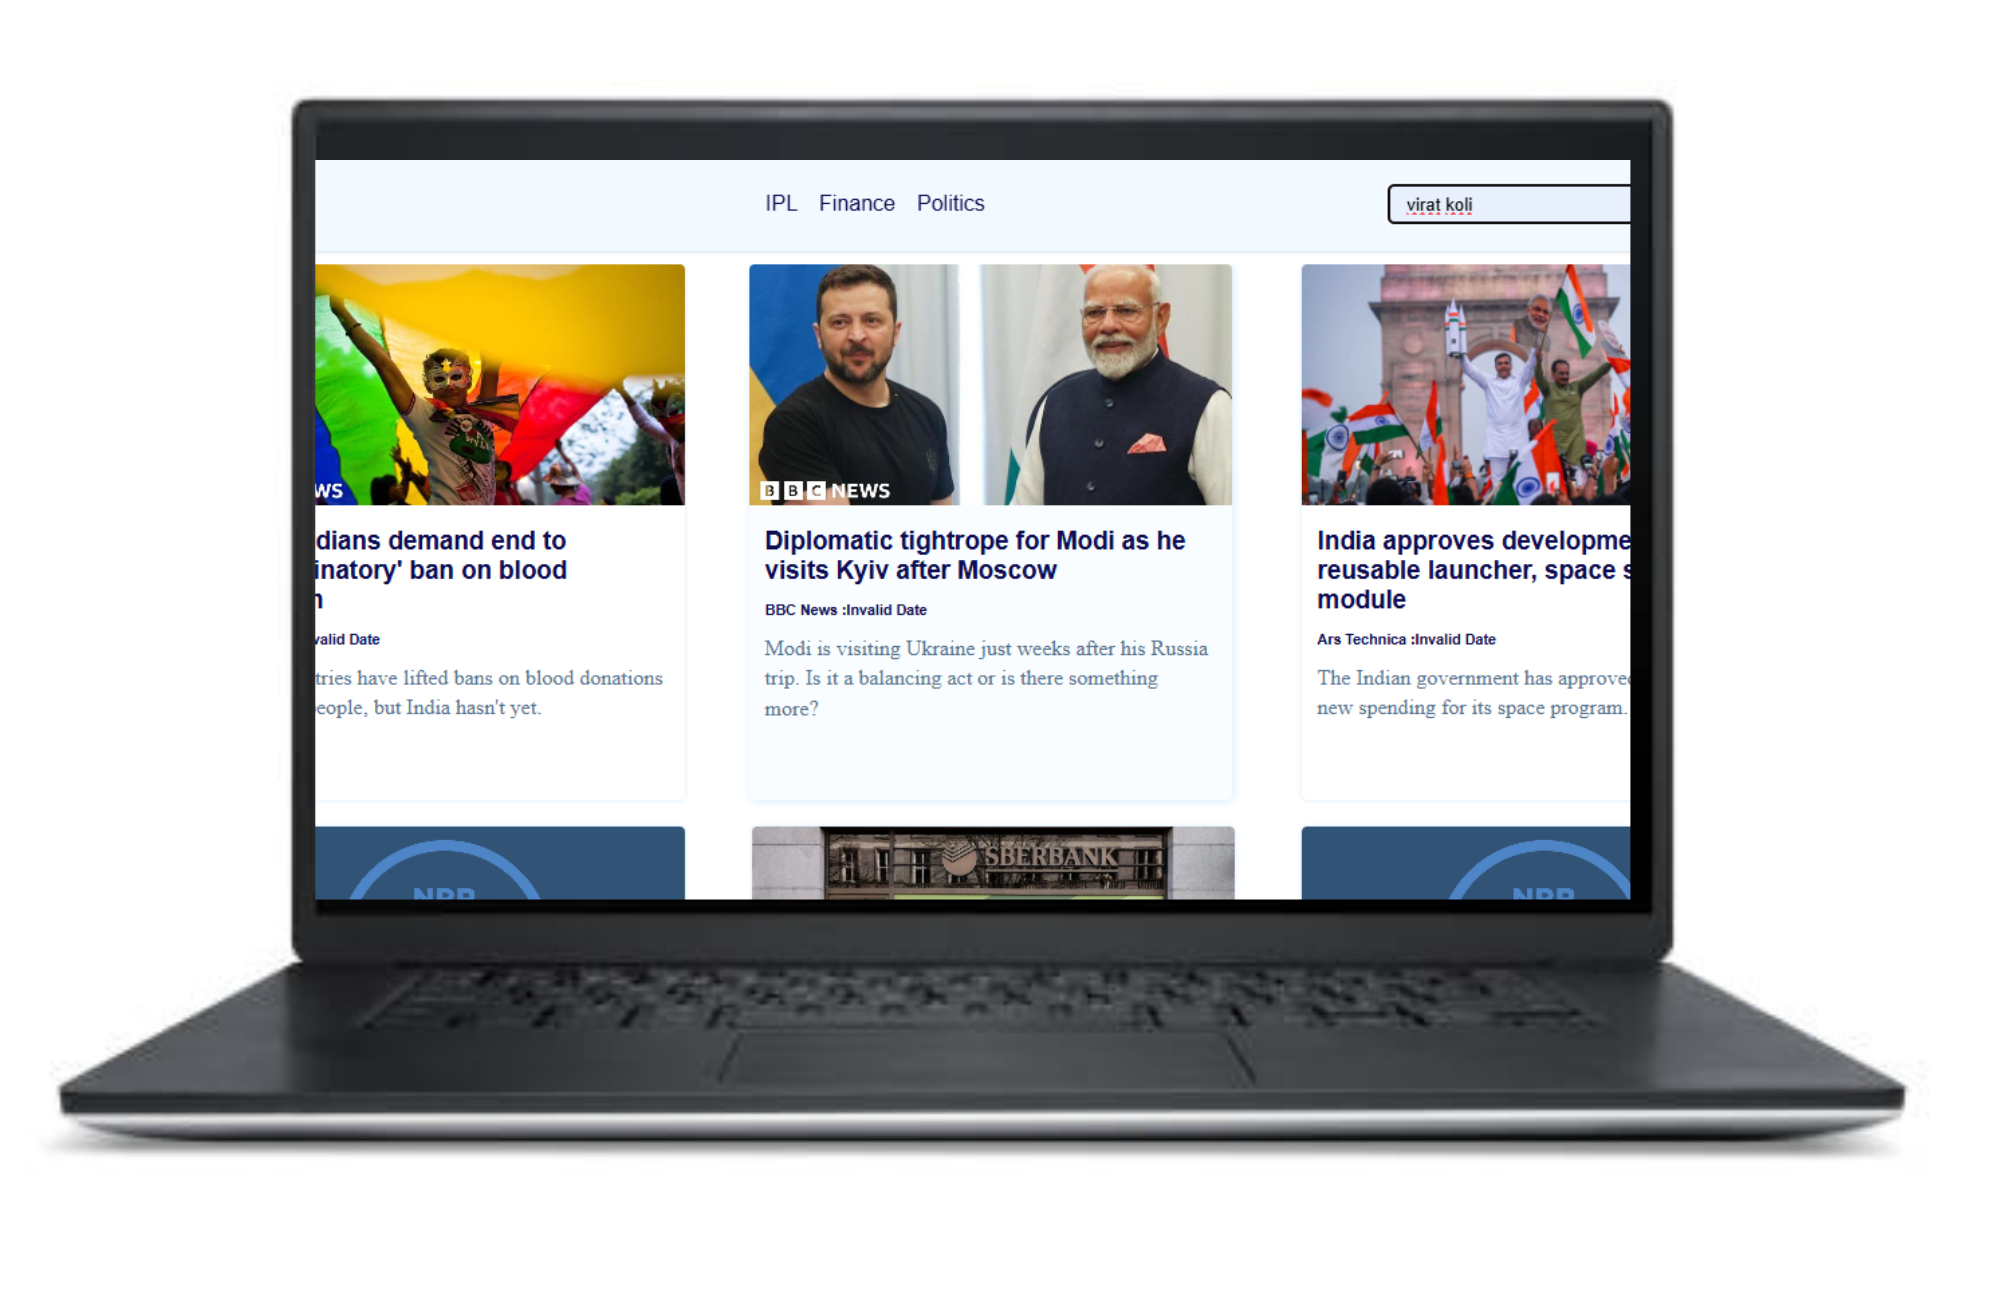 IPL Finance Politics
virat koli
WS
dians demand end to
inatory' ban on blood
n
valid Date
tries have lifted bans on blood donations
eople, but India hasn't yet.
BBC NEWS
Diplomatic tightrope for Modi as he
visits Kyiv after Moscow
BBC News :Invalid Date
Modi is visiting Ukraine just weeks after his Russia
trip. Is it a balancing act or is there something
more?
India approves developme
reusable launcher, space s
module
Ars Technica :Invalid Date
The Indian government has approved
new spending for its space program.
NPR
SBERBANK
NPR